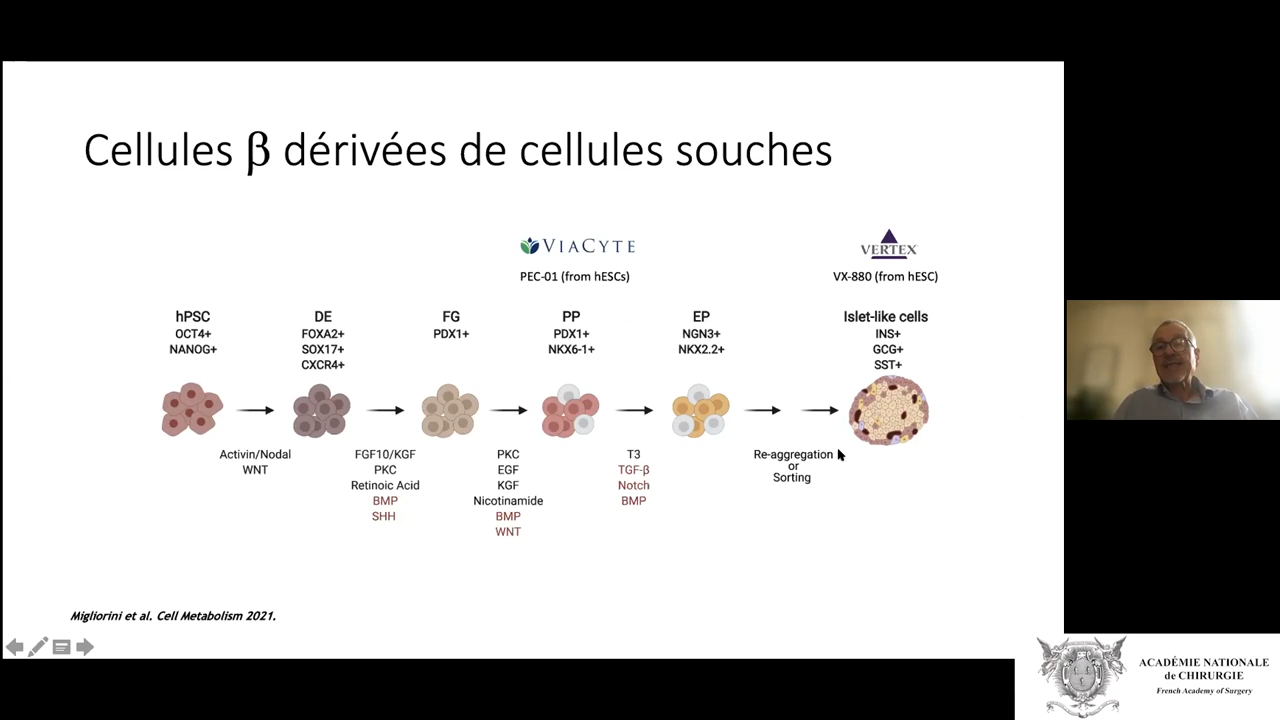 Cellules β dérivées de cellules souches
VIACYTE
PEC-01 (from hESCs)
VERTEX
VX-880 (from hESC)
hPSC
OCT4+
NANOG+
DE
FOXA2+
SOX17+
CXCR4+
FG
PDX1+
PP
PDX1+
NKX6-1+
EP
NGN3+
NKX2.2+
Islet-like cells
INS+
GCG+
SST+
Activin/Nodal
WNT
FGF10/KGF
PKC
Retinoic Acid
BMP
SHH
PKC
EGF
KGF
Nicotinamide
BMP
WNT
T3
TGF-β
Notch
BMP
Re-aggregation
or
Sorting
Migliorini et al. Cell Metabolism 2021.
ACADÉMIE NATIONALE
de CHIRURGIE
French Academy of Surgery